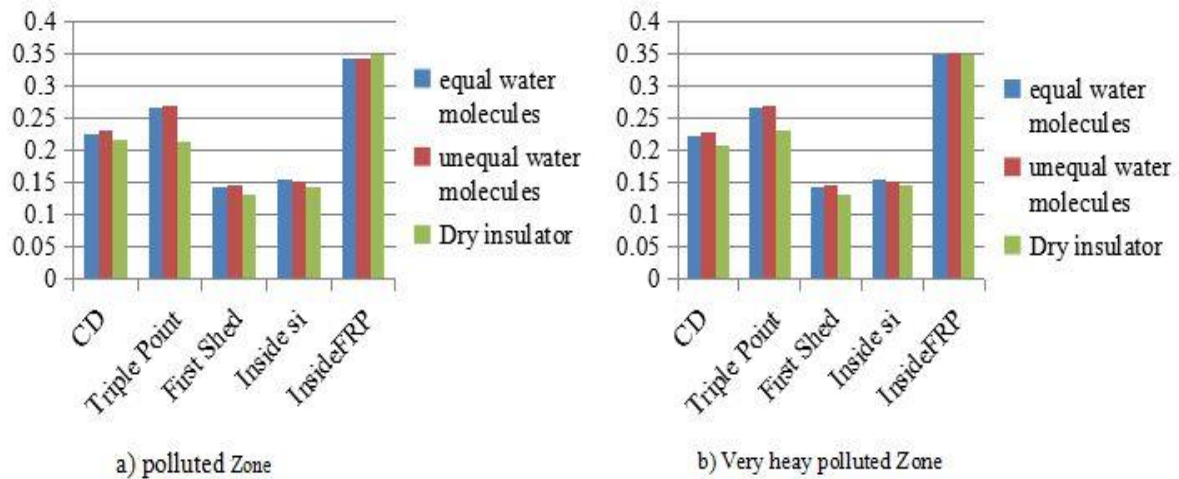 0.4
0.35
0.3
0.25
0.2
0.15
0.1
0.05
0
CD
Triple Point
First Shed
Inside si
InsideFRP
equal water
molecules
unequal water
molecules
Dry insulator
a) polluted Zone
0.4
0.35
0.3
0.25
0.2
0.15
0.1
0.05
0
CD
Triple Point
First Shed
Inside si
InsideFRP
equal water
molecules
unequal water
molecules
Dry insulator
b) Very heay polluted Zone